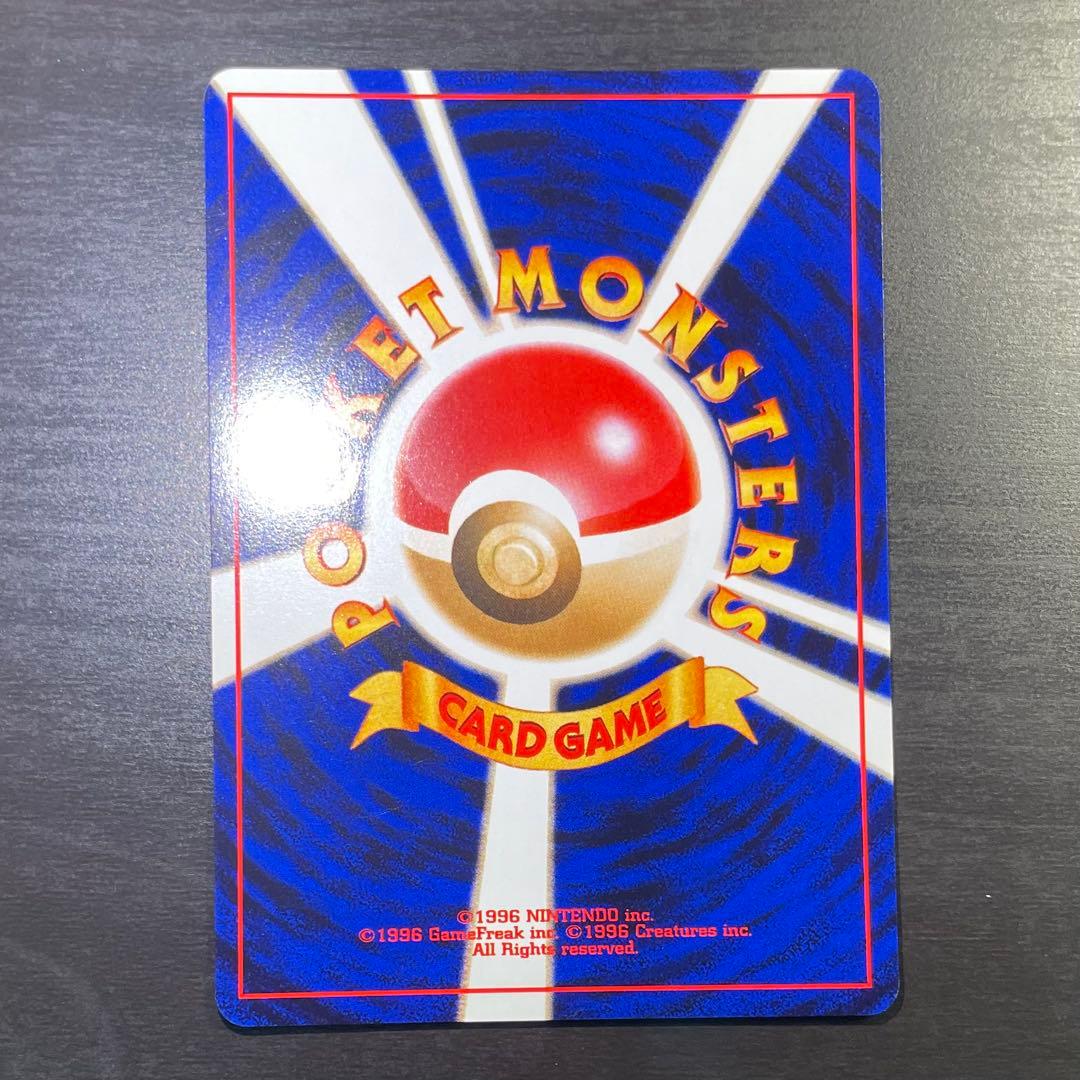 POCKET MONSTERS
CARD GAME
©1996 NINTENDO inc.
©1996 GameFreak inc. ©1996 Creatures inc.
All Rights reserved.